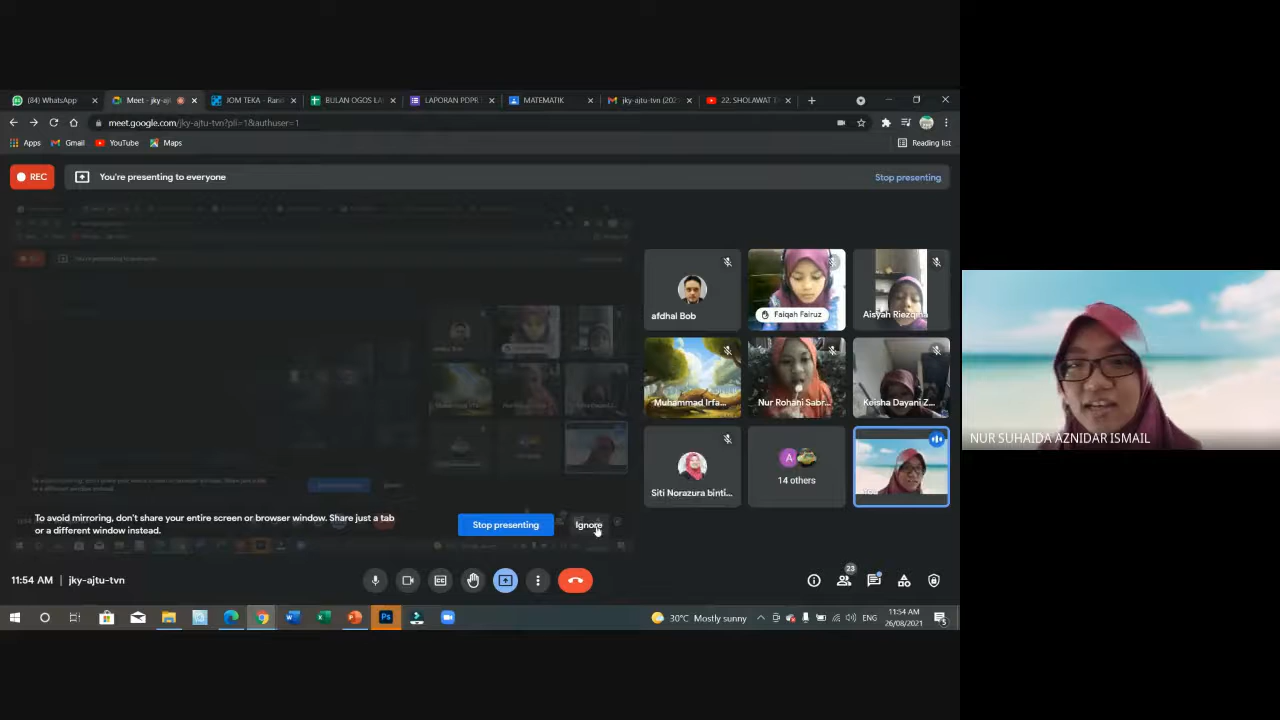 (84) WhatsApp
Meet - jky-aj
JOM TEKA - Ran
BULAN OGOS LA
LAPORAN PDPR
MATEMATIK
jky-ajtu-tvn (202
22. SHOLAWAT T
meet.google.com/jky-ajtu-tvn?pli=1&authuser=1
Apps
Gmail
YouTube
Maps
Reading list
REC
You're presenting to everyone
Stop presenting
afdhal Bob
Faiqah Fairuz
Aisyah Riezqi
Muhammad Irfa...
Nur Rohani Sabr...
Keisha Dayani Z...
Siti Norazura binti...
A
14 others
NUR SUHAIDA AZNIDAR ISMAIL
To avoid mirroring, don't share your entire screen or browser window. Share just a tab
or a different window instead.
Stop presenting
Ignore
11:54 AM | jky-ajtu-tvn
23
30°C Mostly sunny
ENG
11:54 AM
26/08/2021
5